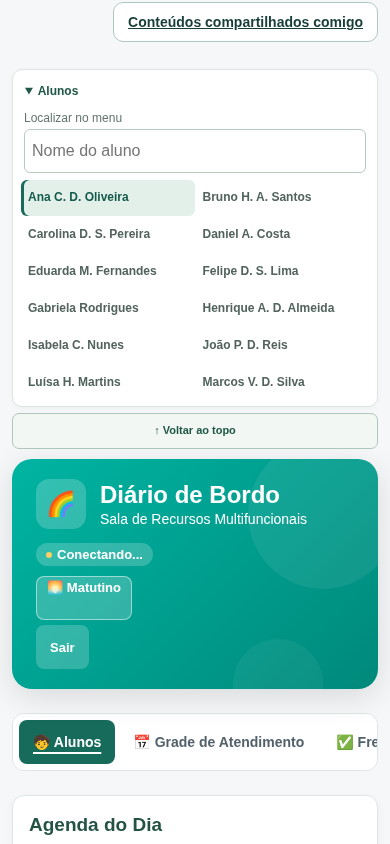 Conteúdos compartilhados comigo
▼ Alunos
Localizar no menu
Nome do aluno
Ana C. D. Oliveira
Bruno H. A. Santos
Carolina D. S. Pereira
Daniel A. Costa
Eduarda M. Fernandes
Felipe D. S. Lima
Gabriela Rodrigues
Henrique A. D. Almeida
Isabela C. Nunes
João P. D. Reis
Luísa H. Martins
Marcos V. D. Silva
↑ Voltar ao topo
Diário de Bordo
Sala de Recursos Multifuncionais
Conectando...
Matutino
Sair
Alunos
Grade de Atendimento
Fre
Agenda do Dia